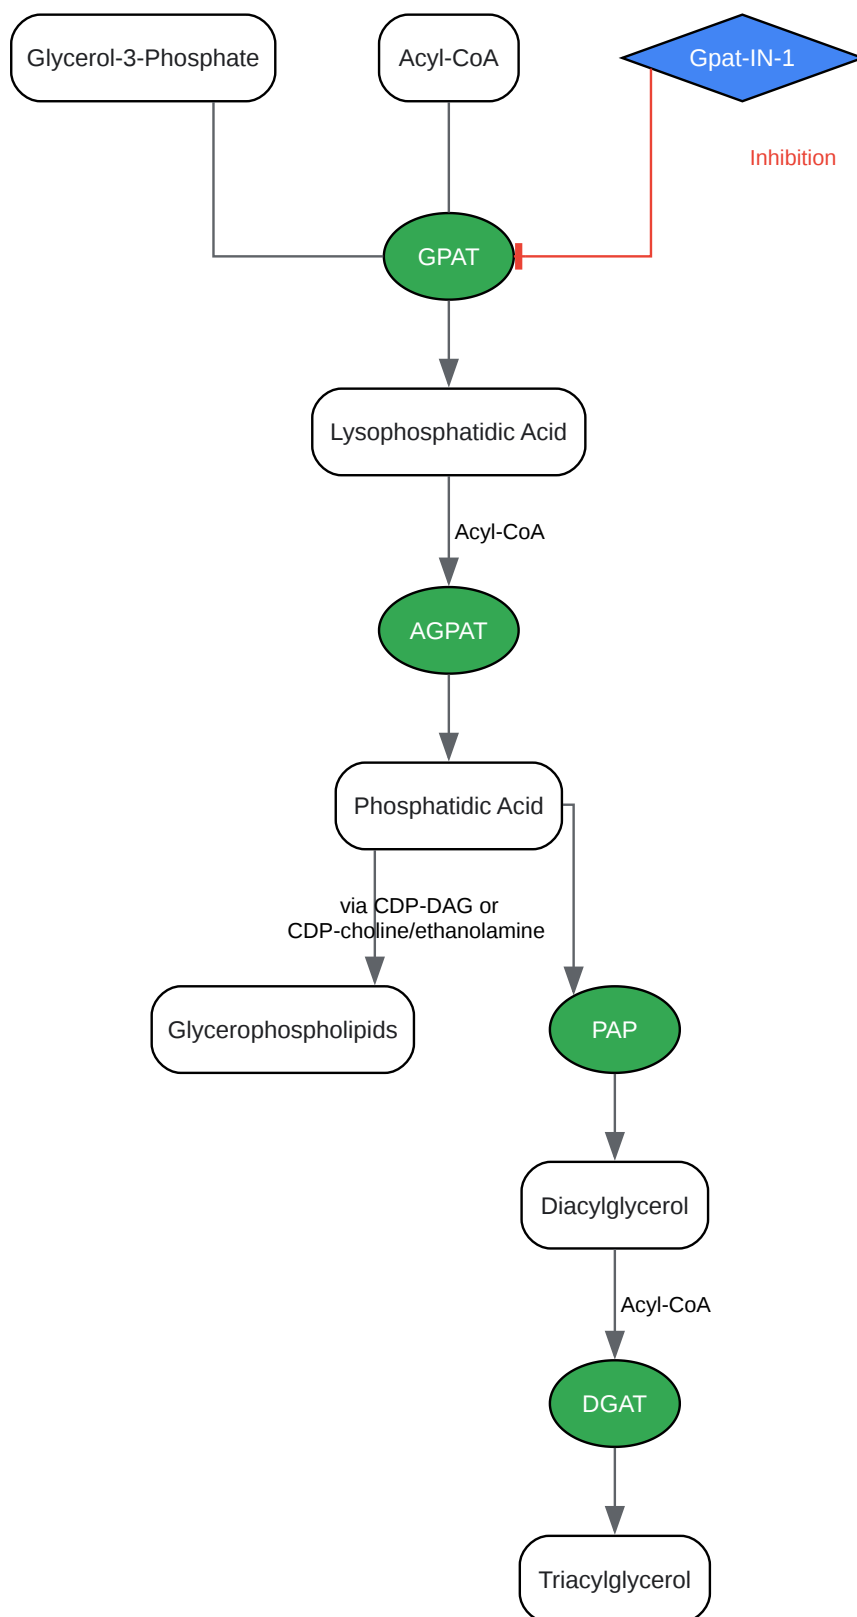 Glycerol-3-Phosphate
Acyl-CoA
Gpat-IN-1
Inhibition
GPAT
Lysophosphatidic Acid
Acyl-CoA
AGPAT
Phosphatidic Acid
via CDP-DAG or
CDP-choline/ethanolamine
Glycerophospholipids
PAP
Diacylglycerol
Acyl-CoA
DGAT
Triacylglycerol